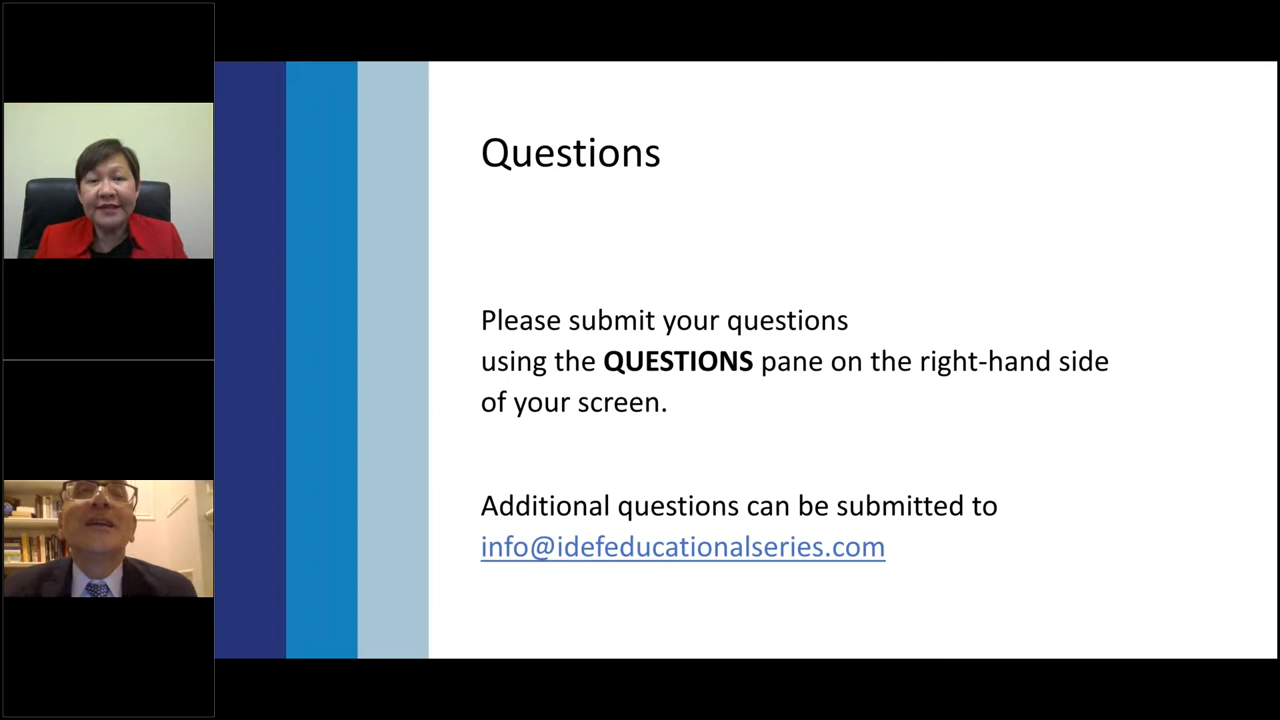 Questions
Please submit your questions
using the QUESTIONS pane on the right-hand side
of your screen.
Additional questions can be submitted to
info@idefeducationalseries.com